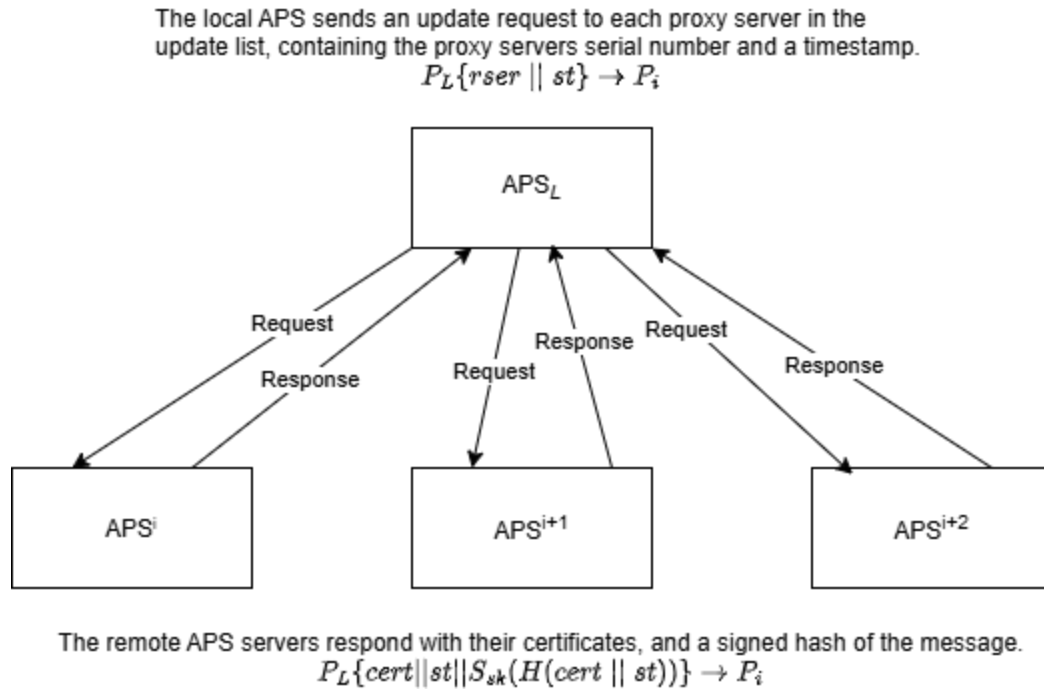 The local APS sends an update request to each proxy server in the
update list, containing the proxy servers serial number and a timestamp.
P_L{rser || st} → P_i
APS_L
Request
Response
Request
Response
Request
Response
APS^i
APS^{i+1}
APS^{i+2}
The remote APS servers respond with their certificates, and a signed hash of the message.
P_L{cert||st||S_{sk}(H(cert || st))} → P_i